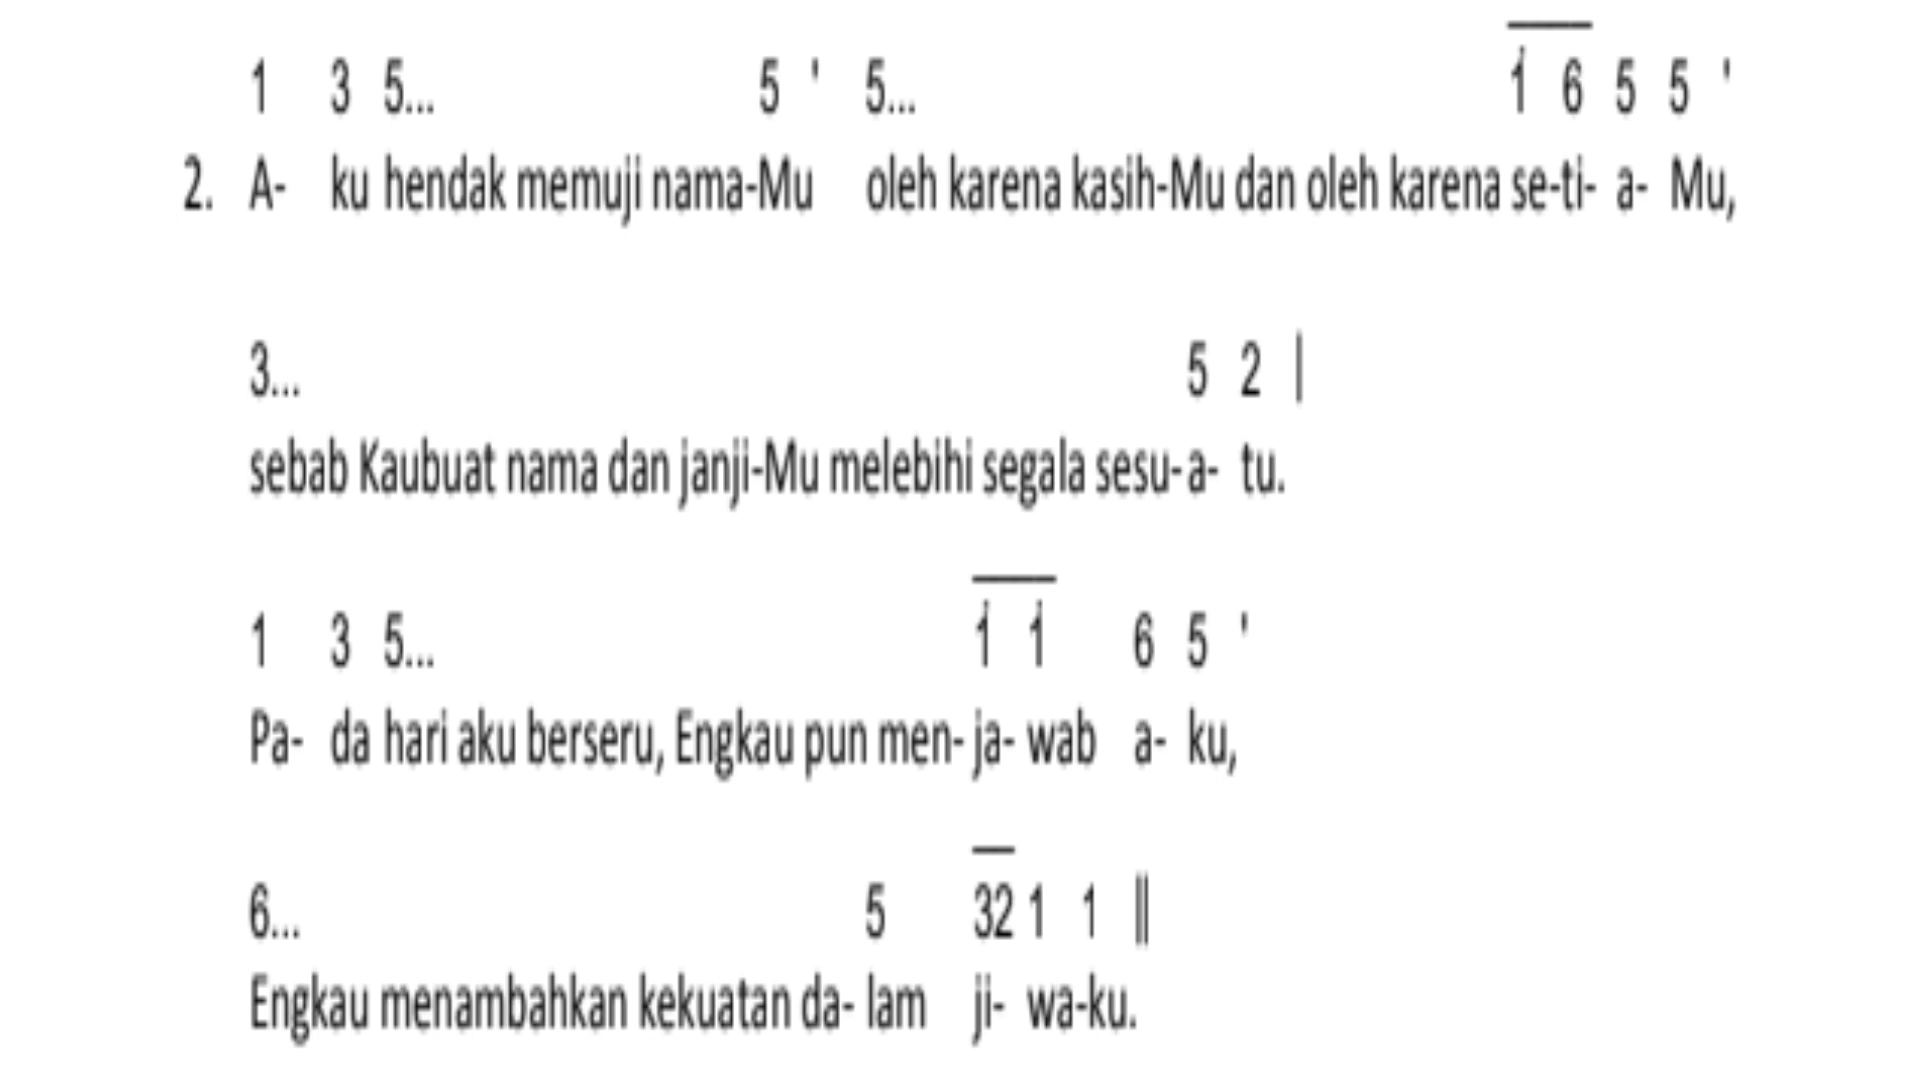 1 3 5... 5 ' 5... 1̇ 6 5 5 '
2. A- ku hendak memuji nama-Mu oleh karena kasih-Mu dan oleh karena se-ti- a- Mu,
3... 5 2 |
sebab Kaubuat nama dan janji-Mu melebihi segala sesu-a- tu.
1 3 5... 1̇ 1̇ 6 5 '
Pa- da hari aku berseru, Engkau pun men- ja- wab a- ku,
6... 5 32 1 1 ||
Engkau menambahkan kekuatan da- lam ji- wa-ku.